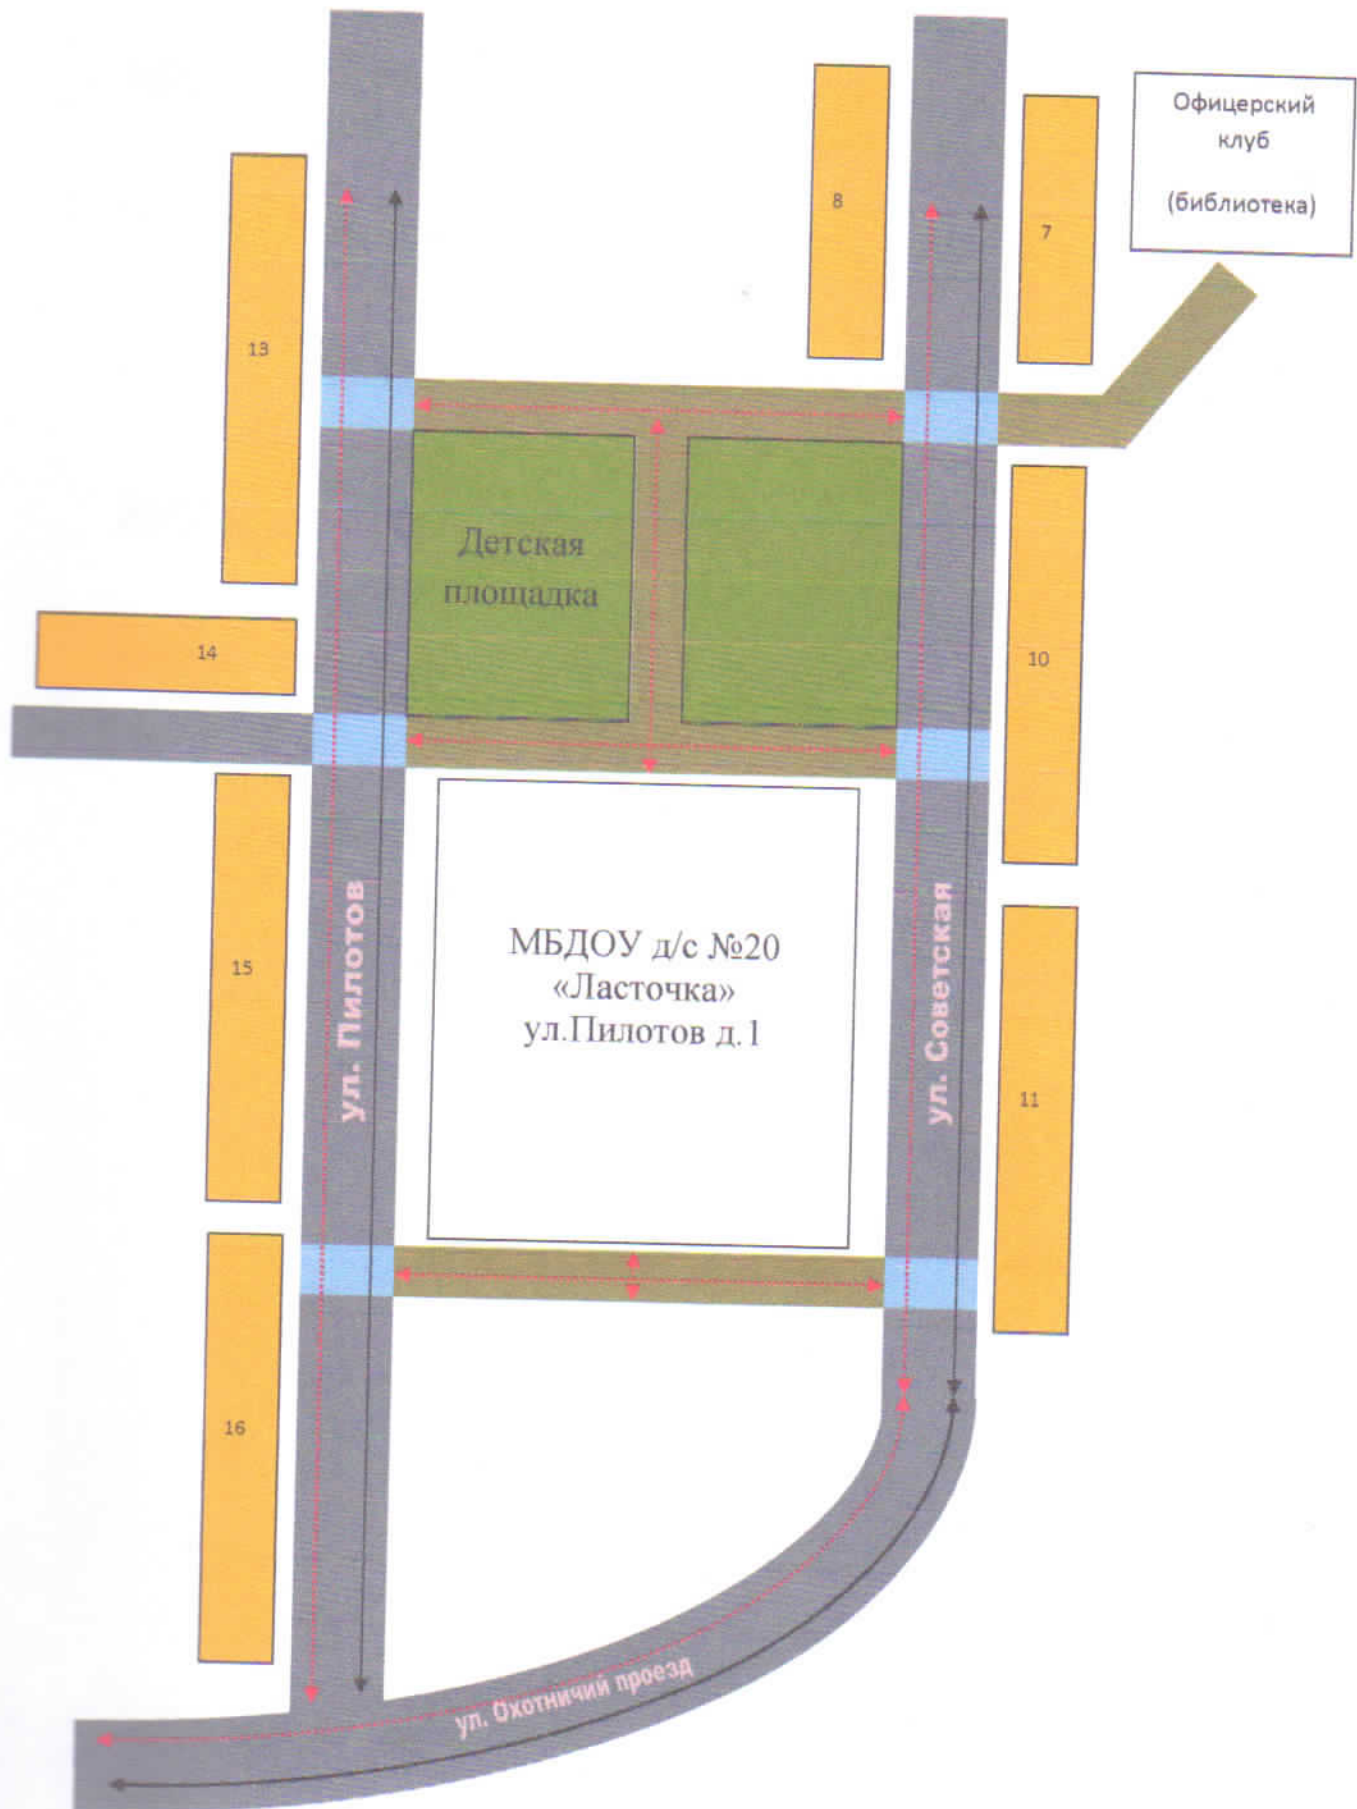 Офицерский
клуб
(библиотека)
8
7
13
Детская
площадка
14
10
МБДОУ д/с №20
«Ласточка»
ул.Пилотов д.1
ул. Пилотов
ул. Советская
15
11
16
ул. Охотничий проезд